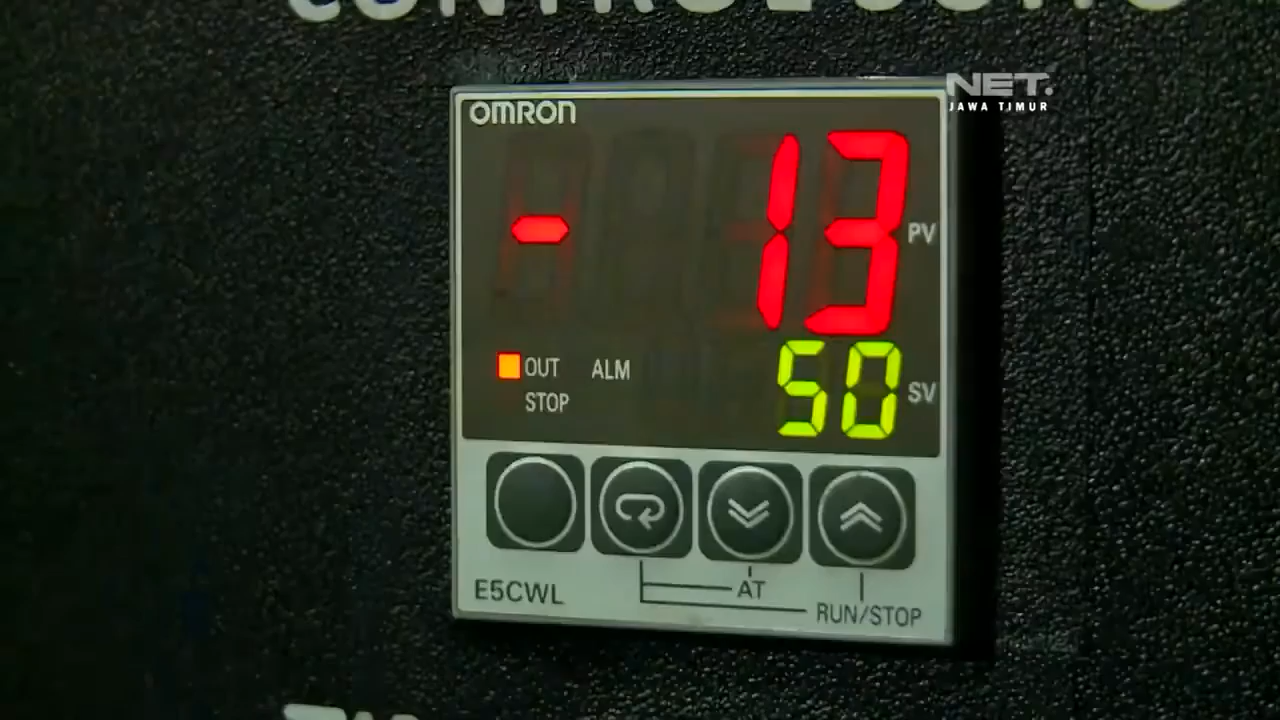 NET.
JAWA TIMUR
OMRON
- 13 PV
OUT ALM
50 SV
STOP
E5CWL
AT
RUN/STOP